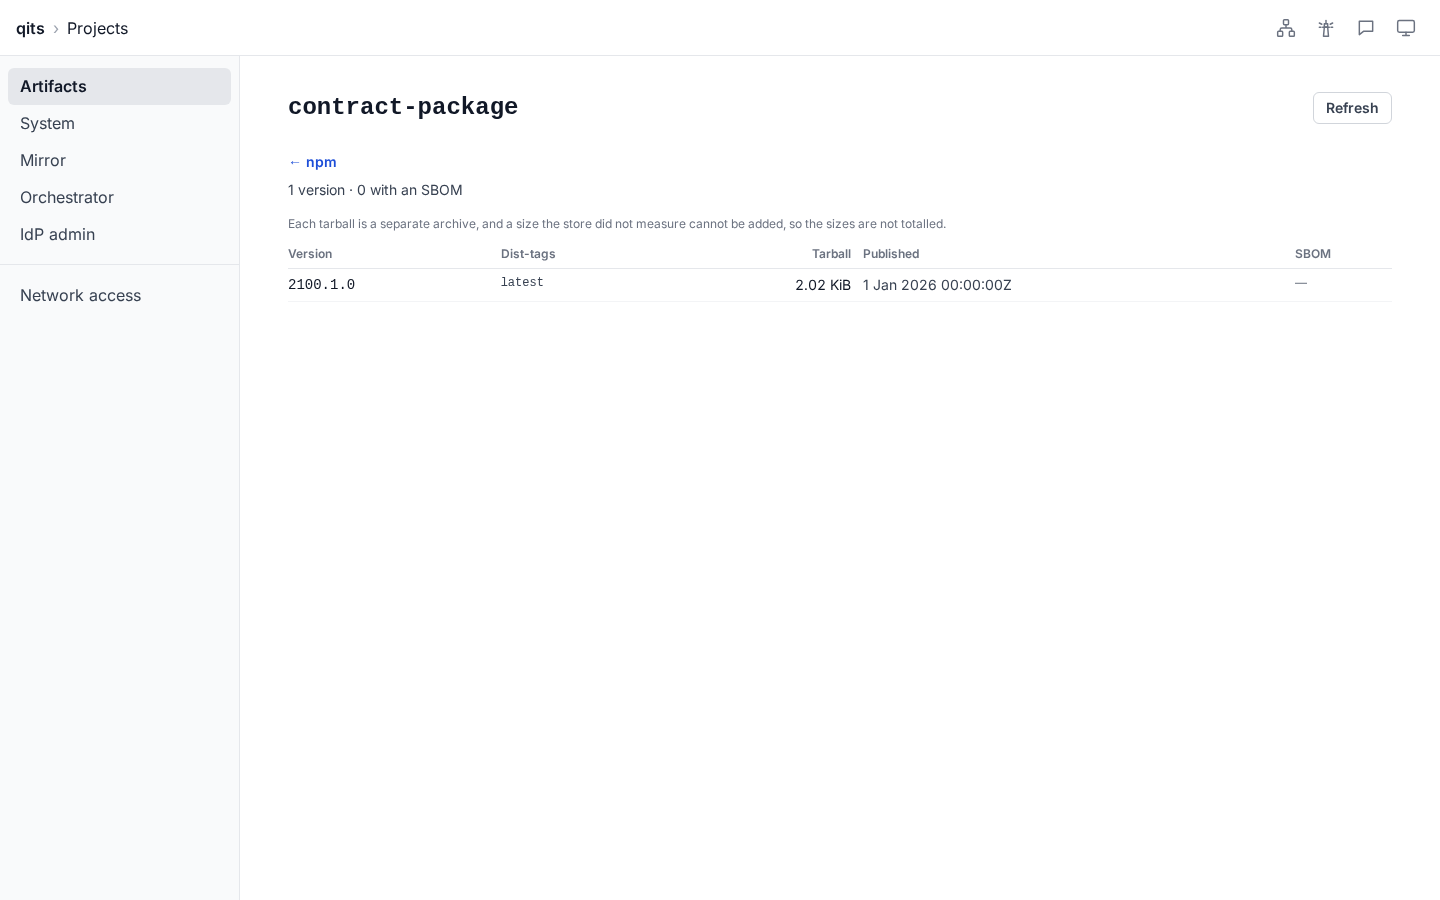 qits › Projects
Artifacts
System
Mirror
Orchestrator
IdP admin
Network access
contract-package
Refresh
← npm
1 version · 0 with an SBOM
Each tarball is a separate archive, and a size the store did not measure cannot be added, so the sizes are not totalled.
Version Dist-tags Tarball Published SBOM
2100.1.0 latest 2.02 KiB 1 Jan 2026 00:00:00Z —